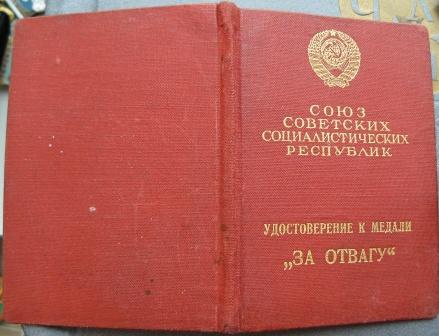 СОЮЗ
СОВЕТСКИХ
СОЦИАЛИСТИЧЕСКИХ
РЕСПУБЛИК
УДОСТОВЕРЕНИЕ К МЕДАЛИ
„ЗА ОТВАГУ“